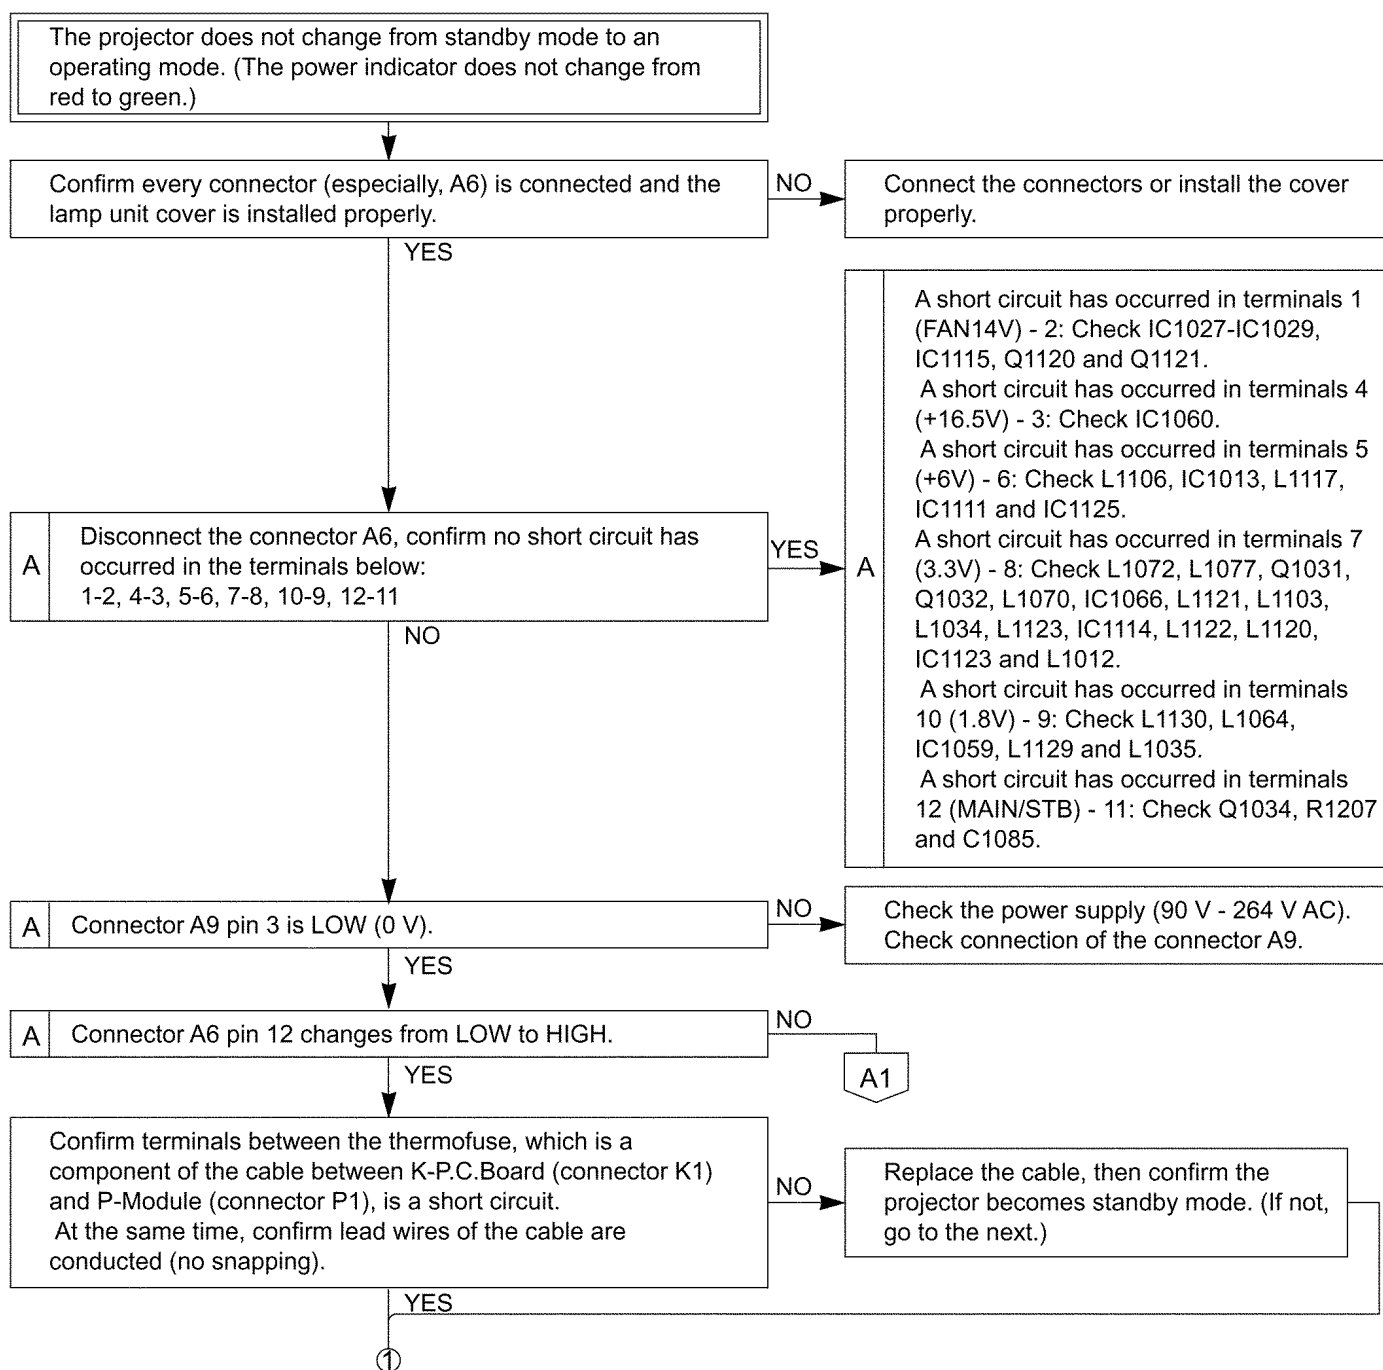 The projector does not change from standby mode to an
operating mode. (The power indicator does not change from
red to green.)
Confirm every connector (especially, A6) is connected and the
lamp unit cover is installed properly.
NO
Connect the connectors or install the cover
properly.
YES
A
Disconnect the connector A6, confirm no short circuit has
occurred in the terminals below:
1-2, 4-3, 5-6, 7-8, 10-9, 12-11
YES
A
A short circuit has occurred in terminals 1
(FAN14V) - 2: Check IC1027-IC1029,
IC1115, Q1120 and Q1121.
A short circuit has occurred in terminals 4
(+16.5V) - 3: Check IC1060.
A short circuit has occurred in terminals 5
(+6V) - 6: Check L1106, IC1013, L1117,
IC1111 and IC1125.
A short circuit has occurred in terminals 7
(3.3V) - 8: Check L1072, L1077, Q1031,
Q1032, L1070, IC1066, L1121, L1103,
L1034, L1123, IC1114, L1122, L1120,
IC1123 and L1012.
A short circuit has occurred in terminals
10 (1.8V) - 9: Check L1130, L1064,
IC1059, L1129 and L1035.
A short circuit has occurred in terminals
12 (MAIN/STB) - 11: Check Q1034, R1207
and C1085.
NO
A
Connector A9 pin 3 is LOW (0 V).
NO
Check the power supply (90 V - 264 V AC).
Check connection of the connector A9.
YES
A
Connector A6 pin 12 changes from LOW to HIGH.
NO
A1
YES
Confirm terminals between the thermofuse, which is a
component of the cable between K-P.C.Board (connector K1)
and P-Module (connector P1), is a short circuit.
At the same time, confirm lead wires of the cable are
conducted (no snapping).
NO
Replace the cable, then confirm the
projector becomes standby mode. (If not,
go to the next.)
YES
①